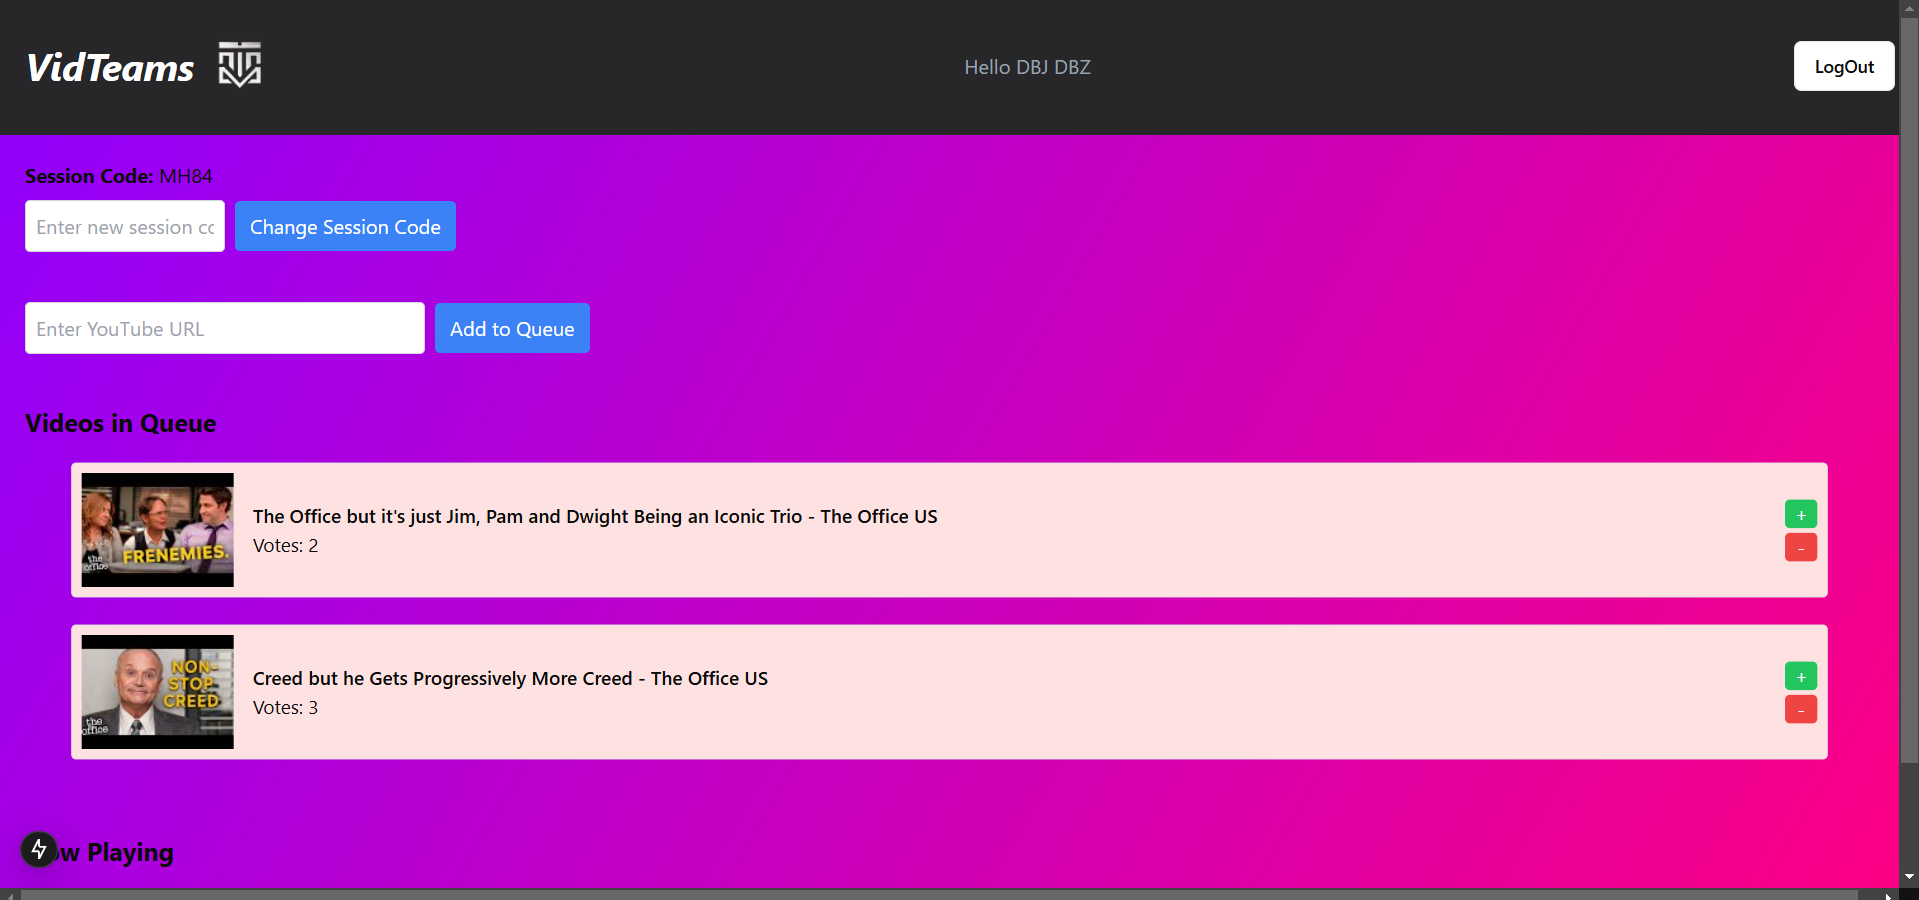 VidTeams
Hello DBJ DBZ
LogOut
Session Code: MH84
Enter new session cc
Change Session Code
Enter YouTube URL
Add to Queue
Videos in Queue
FRENEMIES.
the office
The Office but it's just Jim, Pam and Dwight Being an Iconic Trio - The Office US
Votes: 2
+
-
NON-
STOP
CREED
the office
Creed but he Gets Progressively More Creed - The Office US
Votes: 3
+
-
ow Playing